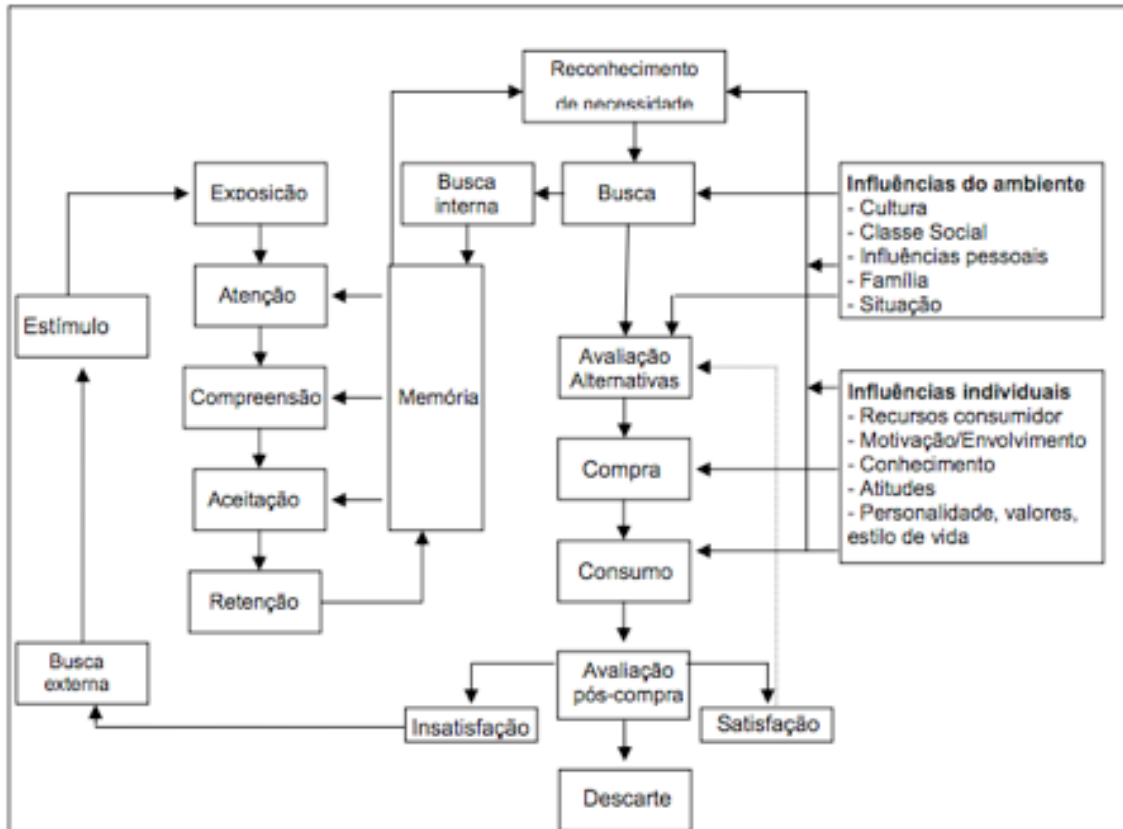 Reconhecimento
de necessidade
Exposição
Busca
interna
Busca
Influências do ambiente
- Cultura
- Classe Social
- Influências pessoais
- Família
- Situação
Atenção
Estímulo
Avaliação
Alternativas
Compreensão
Memória
Influências individuais
- Recursos consumidor
- Motivação/Envolvimento
- Conhecimento
- Atitudes
- Personalidade, valores,
estilo de vida
Compra
Aceitação
Consumo
Retenção
Busca
externa
Avaliação
pós-compra
Insatisfação
Satisfação
Descarte